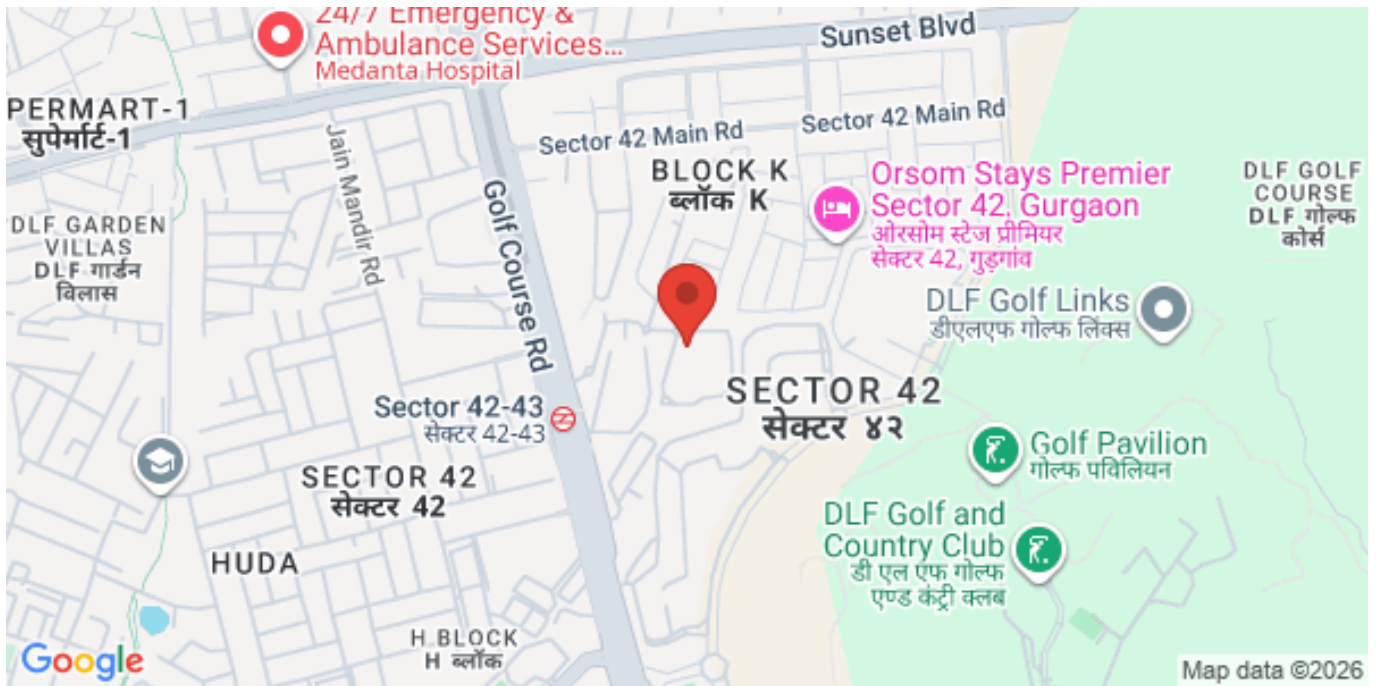 24/7 Emergency &
Ambulance Services...
Medanta Hospital
Sunset Blvd
PERMART-1
सुपेर्मार्ट-1
Jain Mandir Rd
Sector 42 Main Rd
Sector 42 Main Rd
BLOCK K
ब्लॉक K
Golf Course Rd
Orsom Stays Premier
Sector 42, Gurgaon
ओरसोम स्टेज प्रीमियर
सेक्टर 42, गुड़गांव
DLF GOLF
COURSE
DLF गोल्फ
कोर्स
DLF GARDEN
VILLAS
DLF गार्डन
विलास
DLF Golf Links
डीएलएफ गोल्फ लिंक्स
SECTOR 42
सेक्टर ४२
Sector 42-43
सेक्टर 42-43
Golf Pavilion
गोल्फ पविलियन
SECTOR 42
सेक्टर 42
DLF Golf and
Country Club
डी एल एफ गोल्फ
एण्ड कंट्री क्लब
HUDA
H BLOCK
H ब्लॉक
Google
Map data ©2026